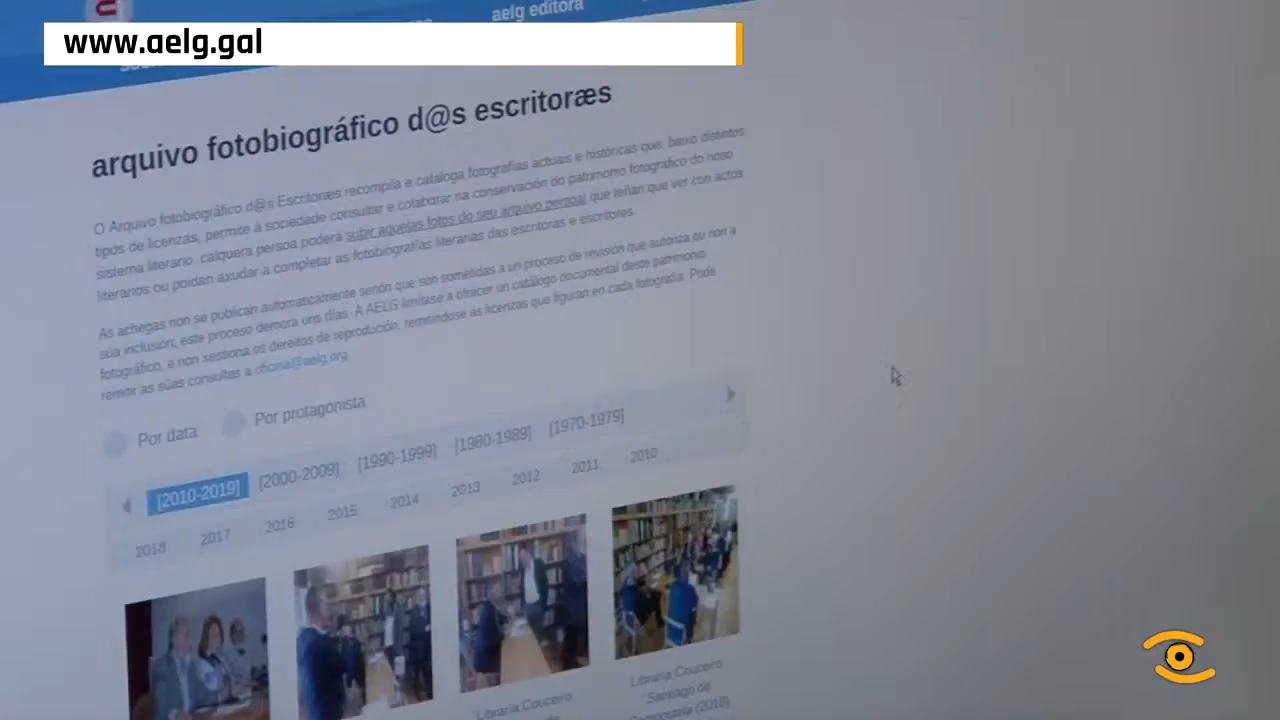 www.aelg.gal
aelg editora
arquivo fotobiográfico d@s escritoræs
O Arquivo fotobiográfico d@s Escritoræs recompila e cataloga fotografías actuais e históricas que, baixo distintos
tipos de licenzas, permite á sociedade consultar e colaborar na conservación do patrimonio fotográfico do noso
sistema literario: calquera persoa poderá subir aquelas fotos do seu arquivo persoal que teñan que ver con actos
literarios ou poidan axudar a completar as fotobiografías literarias das escritoras e escritores.
As achegas non se publican automaticamente senón que son sometidas a un proceso de revisión que autoriza ou non a
súa inclusión; este proceso demora uns días. A AELG limítase a ofrecer un catálogo documental deste patrimonio
fotográfico, e non xestiona os dereitos de reprodución, remitíndose ás licenzas que figuran en cada fotografía. Pode
remitir as súas consultas a oficina@aelg.org
Por data Por protagonista
[2010-2019] [2000-2009] [1990-1999] [1980-1989] [1970-1979]
2018 2017 2016 2015 2014 2013 2012 2011 2010
Libraría Couceiro
Libraría Couceiro
Santiago de
Compostela (2018)